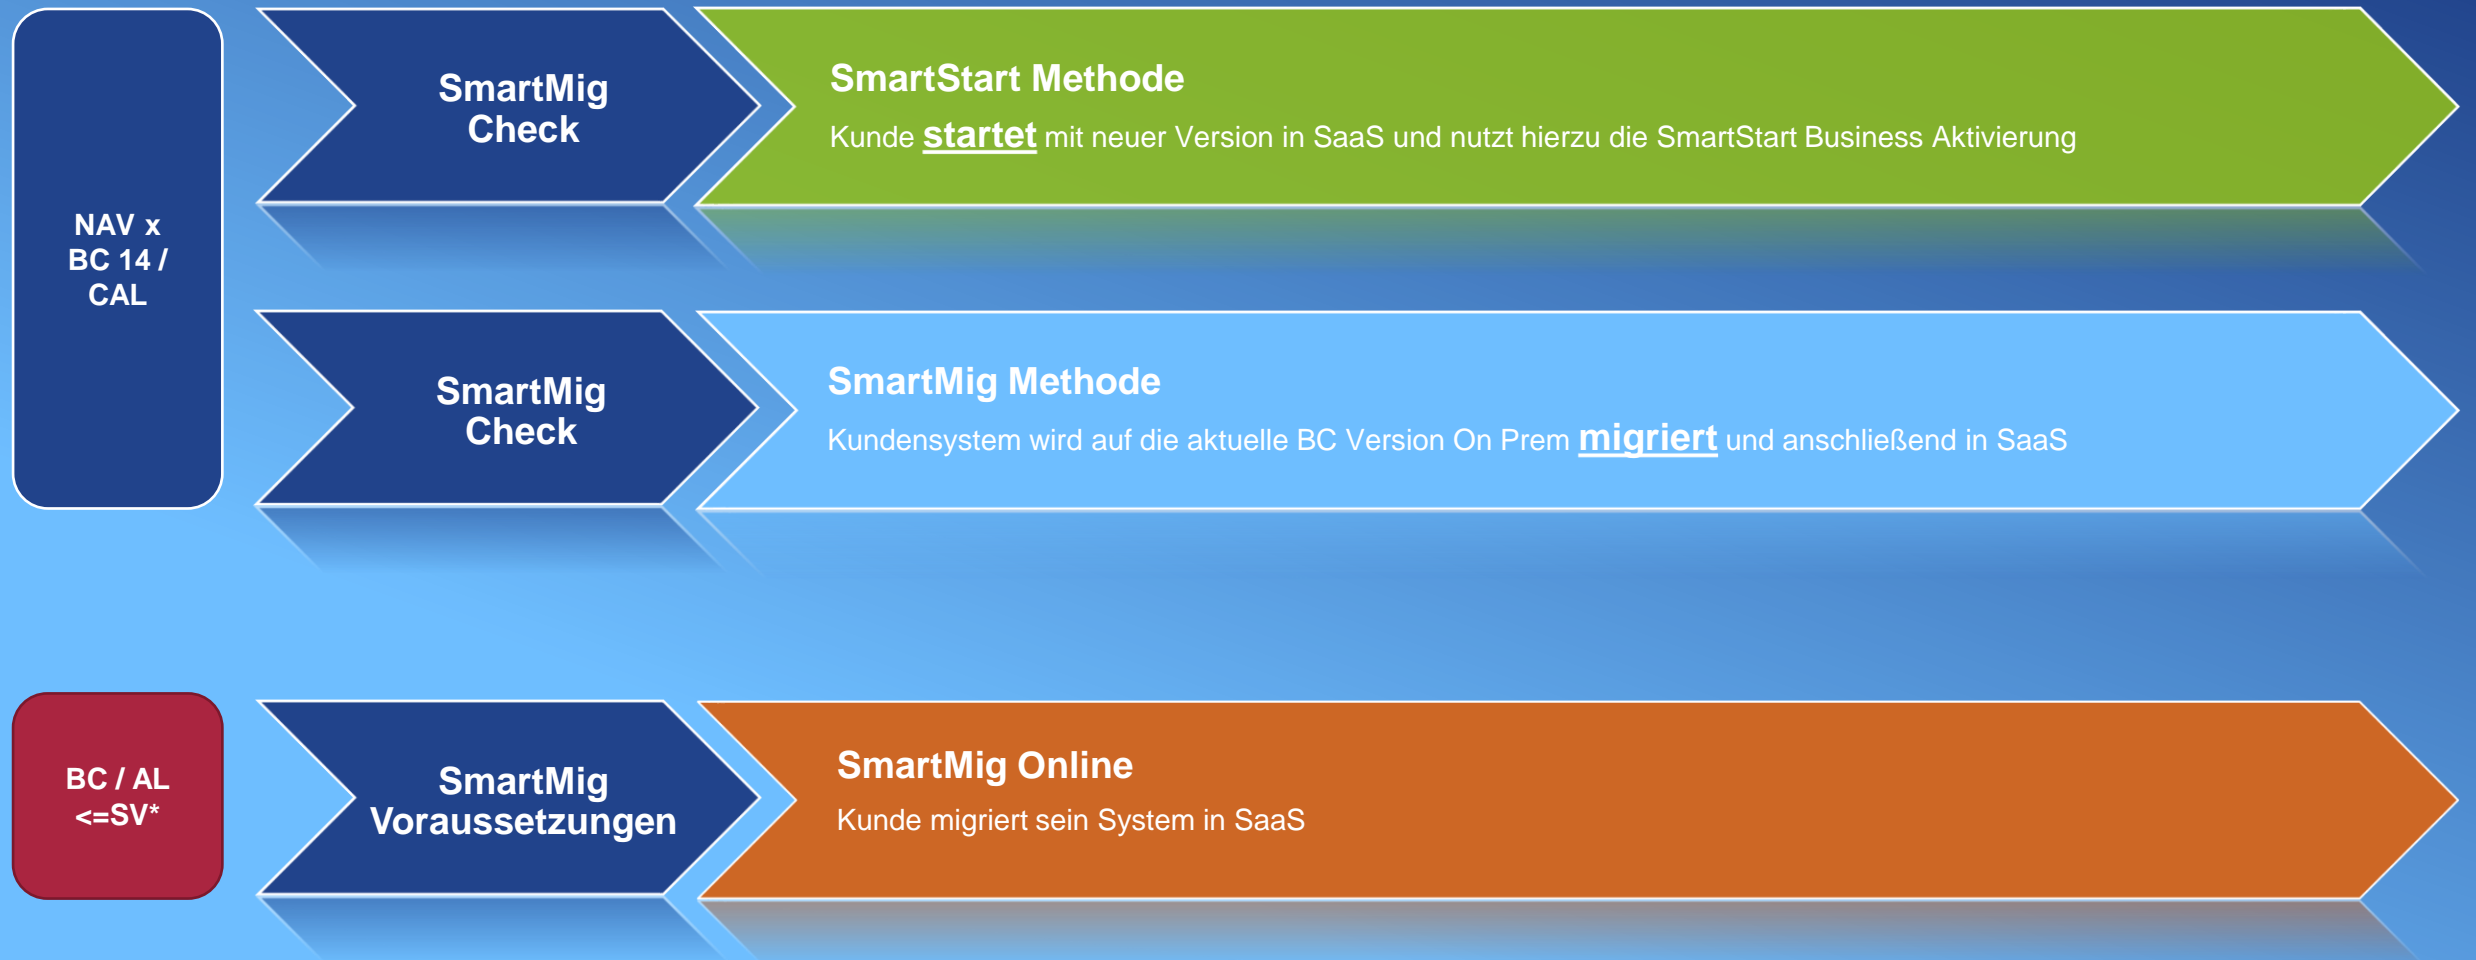 NAV x
BC 14 /
CAL
SmartMig
Check
SmartStart Methode
Kunde startet mit neuer Version in SaaS und nutzt hierzu die SmartStart Business Aktivierung
SmartMig
Check
SmartMig Methode
Kundensystem wird auf die aktuelle BC Version On Prem migriert und anschließend in SaaS
BC / AL
<=SV*
SmartMig
Voraussetzungen
SmartMig Online
Kunde migriert sein System in SaaS